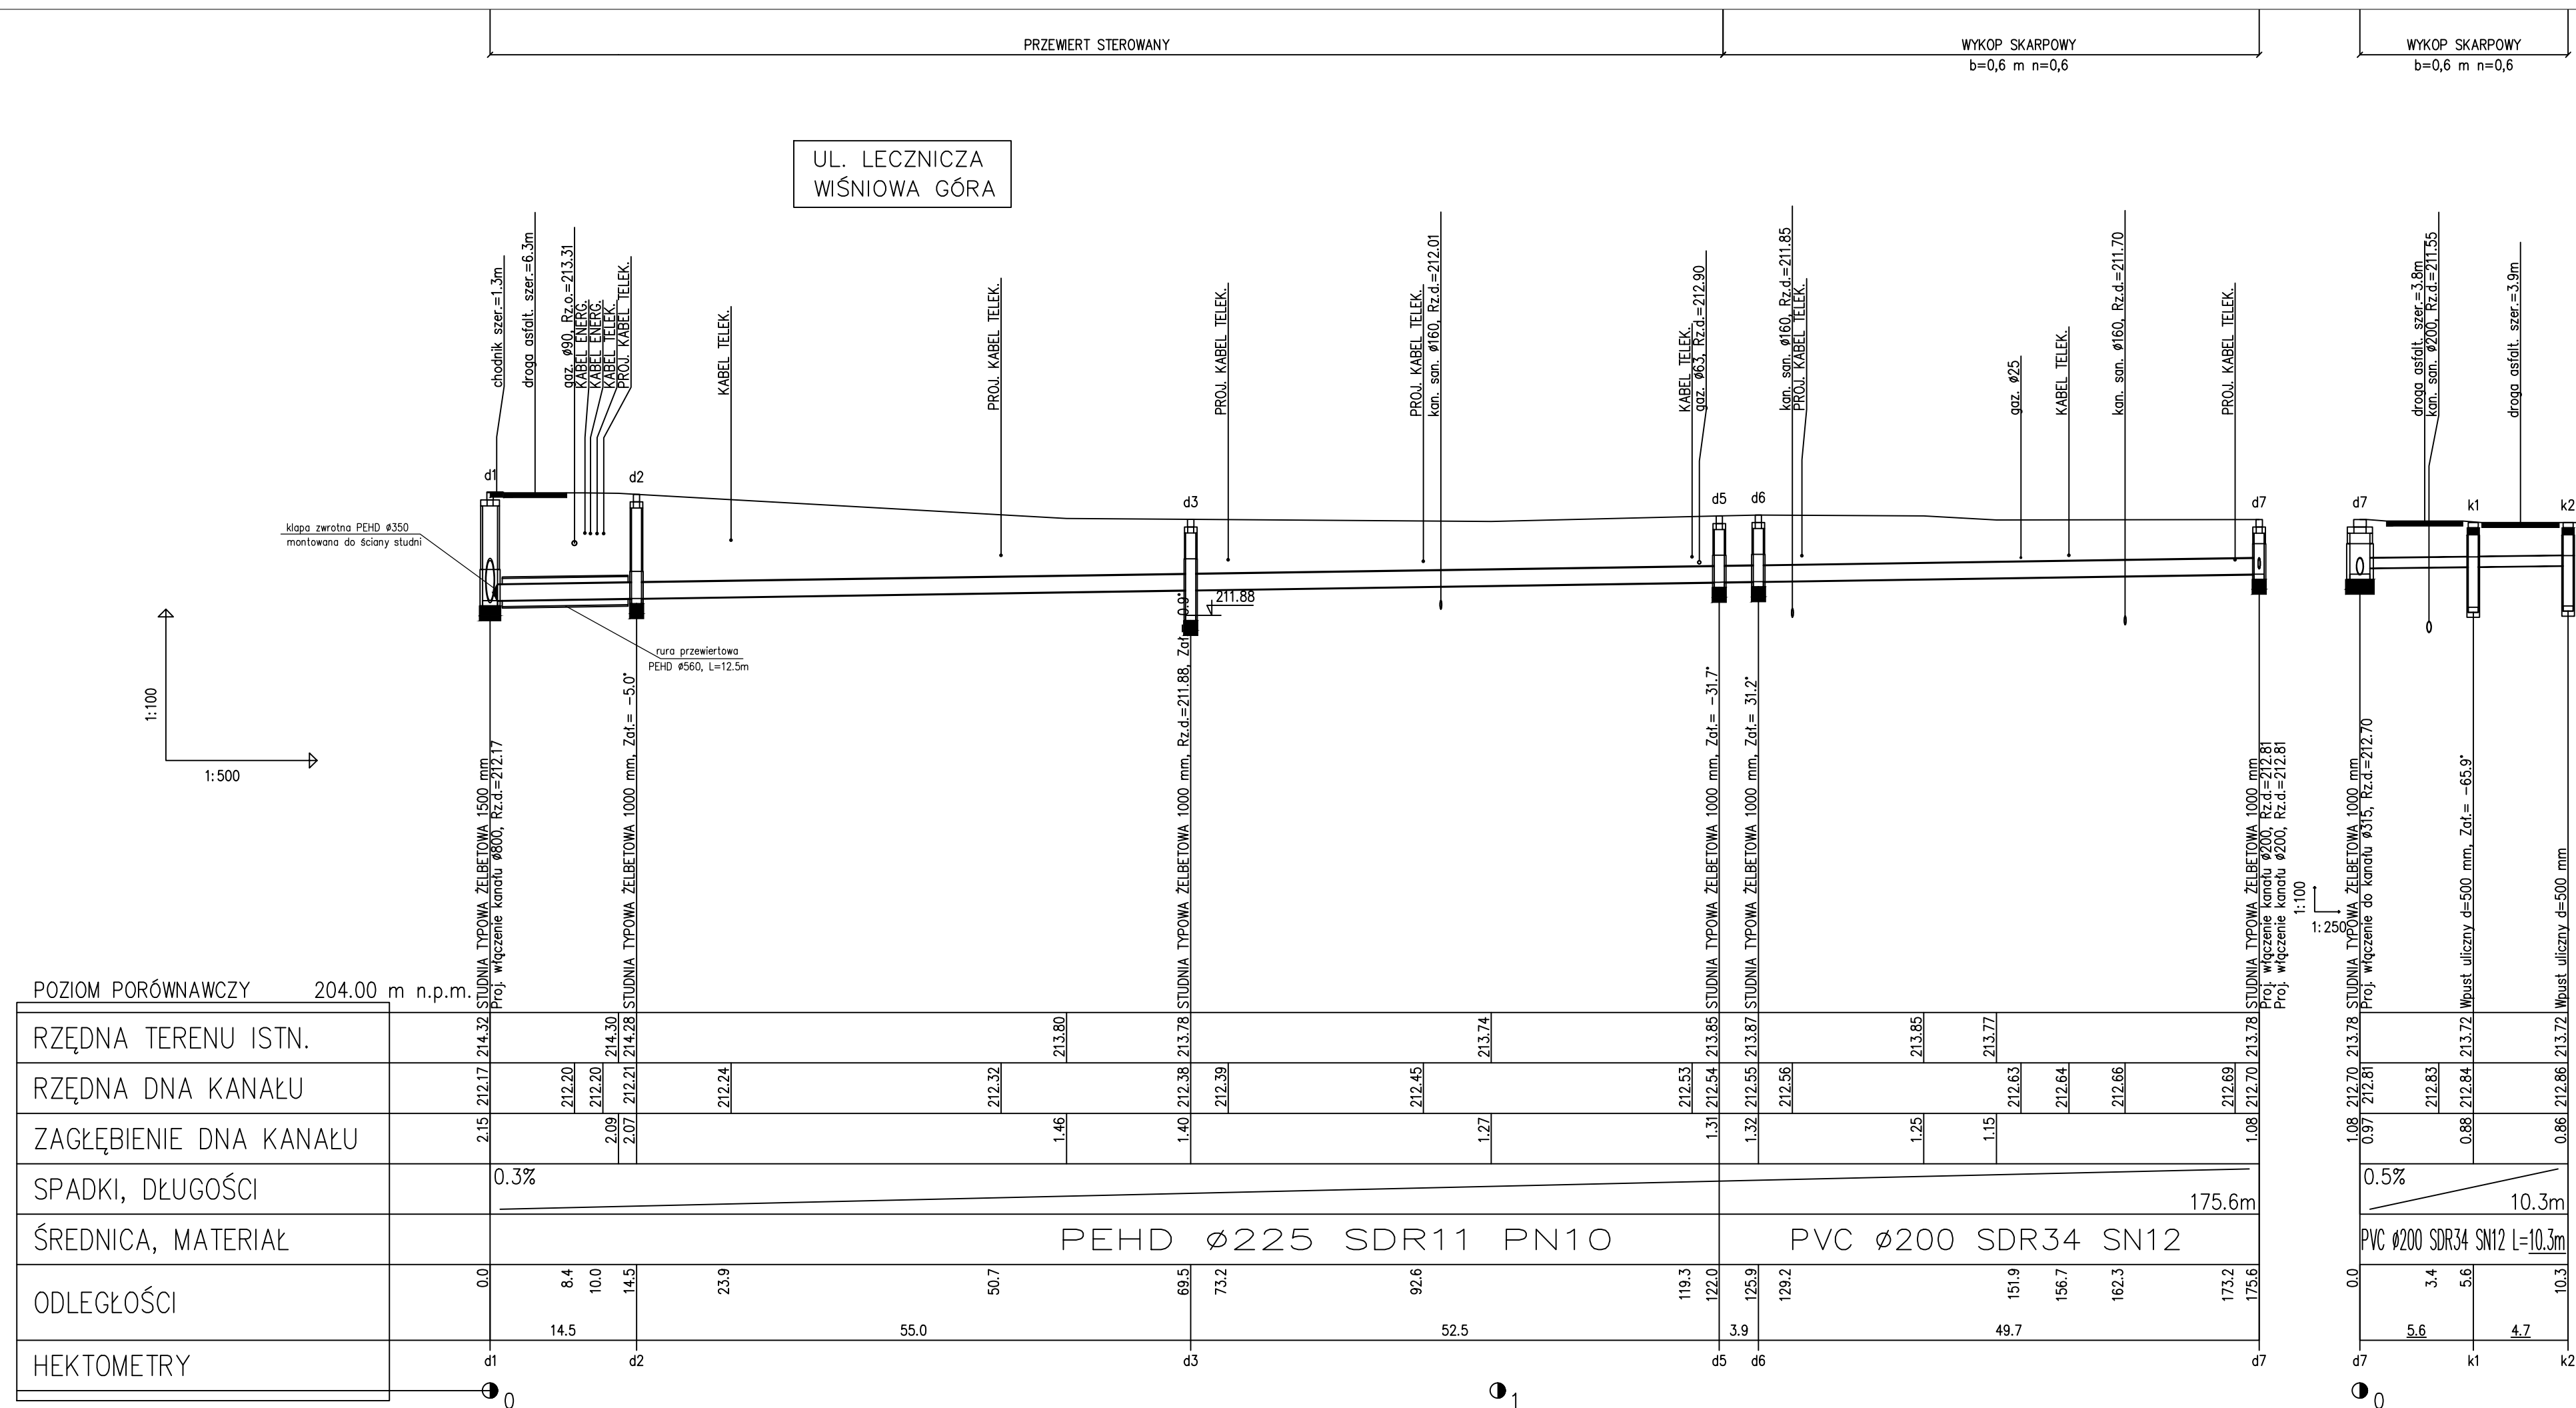 PRZEWIERT STEROWANY
WYKOP SKARPOWY
b=0,6 m n=0,6
WYKOP SKARPOWY
b=0,6 m n=0,6
UL. LECZNICZA
WIŚNIOWA GÓRA
chodnik szer.=1.3m
droga asfalt. szer.=6.3m
gaz. ø90, Rz.o.=213.31
KABEL ENERG.
KABEL ENERG.
KABEL TELEK.
PROJ. KABEL TELEK.
KABEL TELEK.
PROJ. KABEL TELEK.
PROJ. KABEL TELEK.
PROJ. KABEL TELEK.
kan. san. ø160, Rz.d.=212.01
KABEL TELEK.
gaz. ø63, Rz.d.=212.90
kan. san. ø160, Rz.d.=211.85
PROJ. KABEL TELEK.
gaz. ø25
KABEL TELEK.
kan. san. ø160, Rz.d.=211.70
PROJ. KABEL TELEK.
droga asfalt. szer.=3.8m
kan. san. ø200, Rz.d.=211.55
droga asfalt. szer.=3.9m
d1
d2
d3
d5
d6
d7
d7
k1
k2
klapa zwrotna PEHD ø350
montowana do ściany studni
rura przewiertowa
PEHD ø560, L=12.5m
211.88
1:100
1:500
1:100
1:250
STUDNIA TYPOWA ŻELBETOWA 1500 mm
Proj. włączenie kanału ø800, Rz.d.=212.17
STUDNIA TYPOWA ŻELBETOWA 1000 mm, Zał.= -5.0°
STUDNIA TYPOWA ŻELBETOWA 1000 mm, Rz.d.=211.88, Zał 0.9°
STUDNIA TYPOWA ŻELBETOWA 1000 mm, Zał.= -31.7°
STUDNIA TYPOWA ŻELBETOWA 1000 mm, Zał.= 31.2°
STUDNIA TYPOWA ŻELBETOWA 1000 mm
Proj. włączenie kanału ø200, Rz.d.=212.81
Proj. włączenie kanału ø200, Rz.d.=212.81
STUDNIA TYPOWA ŻELBETOWA 1000 mm
Proj. włączenie do kanału ø315, Rz.d.=212.70
Wpust uliczny d=500 mm, Zał.= -65.9°
Wpust uliczny d=500 mm
POZIOM PORÓWNAWCZY 204.00 m n.p.m.
RZĘDNA TERENU ISTN.
214.32 214.30 214.28 213.80 213.78 213.74 213.85 213.87 213.85 213.77 213.78 213.78 213.72 213.72
RZĘDNA DNA KANAŁU
212.17 212.20 212.20 212.21 212.24 212.32 212.38 212.39 212.45 212.53 212.54 212.55 212.56 212.63 212.64 212.66 212.69 212.70 212.70 212.81 212.83 212.84 212.86
ZAGŁĘBIENIE DNA KANAŁU
2.15 2.09 2.07 1.46 1.40 1.27 1.31 1.32 1.25 1.15 1.08 1.08 0.97 0.88 0.86
SPADKI, DŁUGOŚCI
0.3% 175.6m 0.5% 10.3m
ŚREDNICA, MATERIAŁ
PEHD ø225 SDR11 PN10 PVC ø200 SDR34 SN12 PVC ø200 SDR34 SN12 L=10.3m
ODLEGŁOŚCI
0.0 8.4 10.0 14.5 23.9 50.7 69.5 73.2 92.6 119.3 122.0 125.9 129.2 151.9 156.7 162.3 173.2 175.6 0.0 3.4 5.6 10.3
14.5 55.0 52.5 3.9 49.7 5.6 4.7
HEKTOMETRY
d1 d2 d3 d5 d6 d7 d7 k1 k2
0 1 0